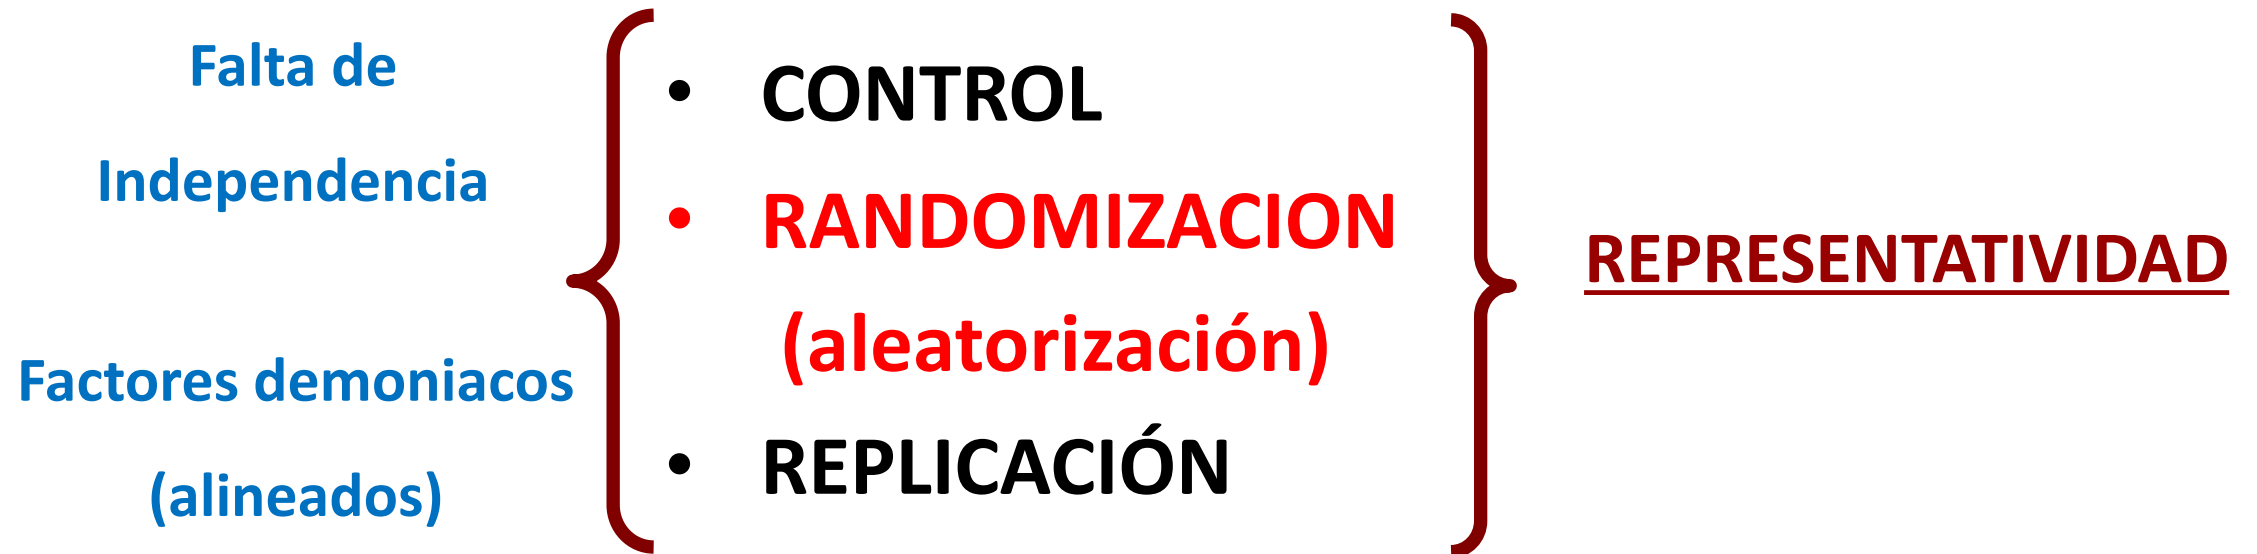 Falta de
Independencia
Factores demoniacos
(alineados)
• CONTROL
• RANDOMIZACION
(aleatorización)
• REPLICACIÓN
REPRESENTATIVIDAD